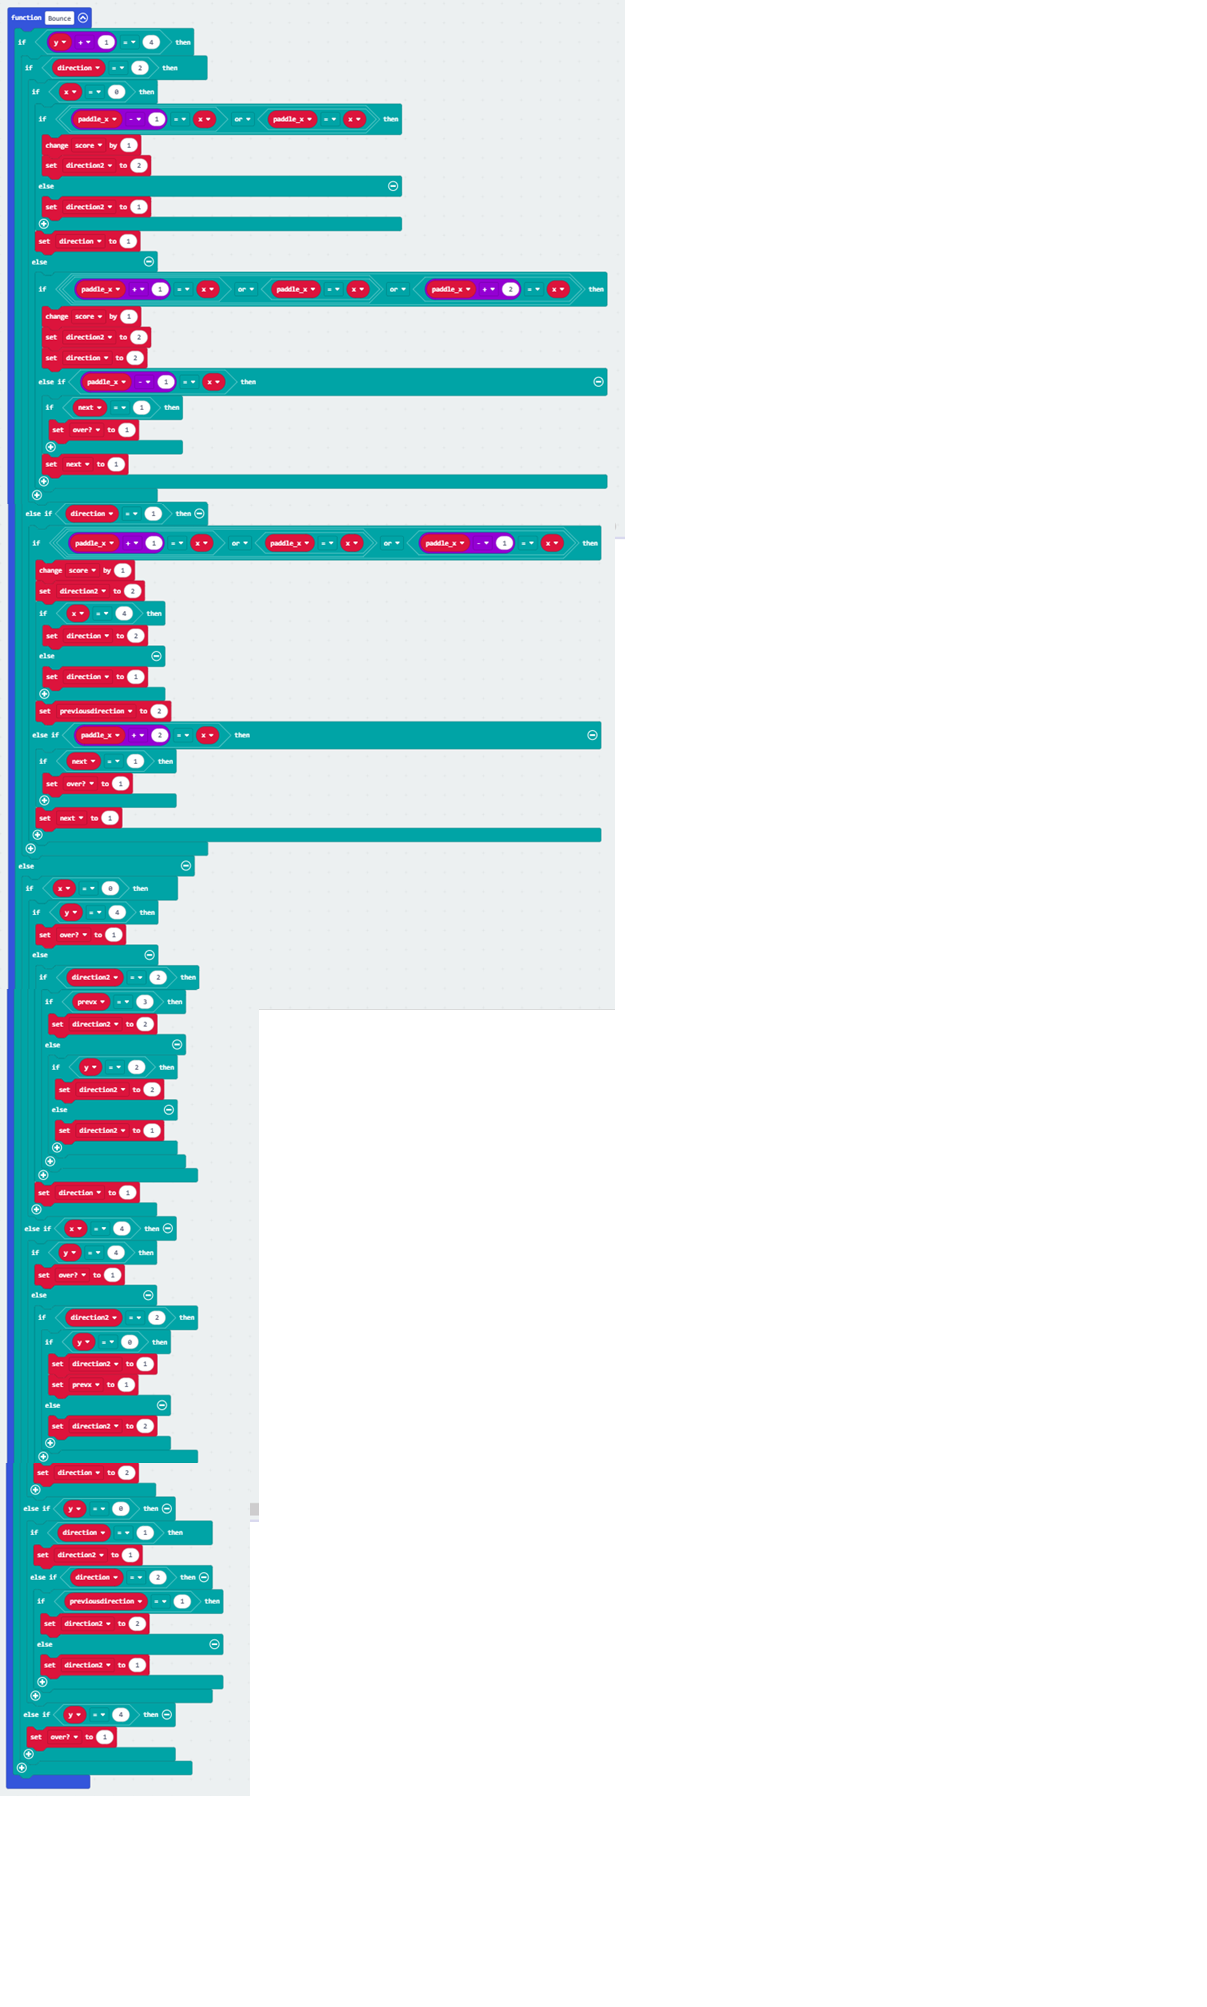 function Bounce
if y + 1 = 4 then
if direction = 2 then
if x = 0 then
if paddle_x - 1 = x or paddle_x = x then
change score by 1
set direction2 to 2
else
set direction2 to 1
set direction to 1
else
if paddle_x + 1 = x or paddle_x = x or paddle_x + 2 = x then
change score by 1
set direction2 to 2
set direction to 2
else if paddle_x - 1 = x then
if next = 1 then
set over? to 1
set next to 1
else if direction = 1 then
if paddle_x + 1 = x or paddle_x = x or paddle_x - 1 = x then
change score by 1
set direction2 to 2
if x = 4 then
set direction to 2
else
set direction to 1
set previousdirection to 2
else if paddle_x + 2 = x then
if next = 1 then
set over? to 1
set next to 1
else
if x = 0 then
if y = 4 then
set over? to 1
else
if direction2 = 2 then
if prevx = 3 then
set direction2 to 2
else
if y = 2 then
set direction2 to 2
else
set direction2 to 1
set direction to 1
else if x = 4 then
if y = 4 then
set over? to 1
else
if direction2 = 2 then
if y = 0 then
set direction2 to 1
set prevx to 1
else
set direction2 to 2
set direction to 2
else if y = 0 then
if direction = 1 then
set direction2 to 1
else if direction = 2 then
if previousdirection = 1 then
set direction2 to 2
else
set direction2 to 1
else if y = 4 then
set over? to 1